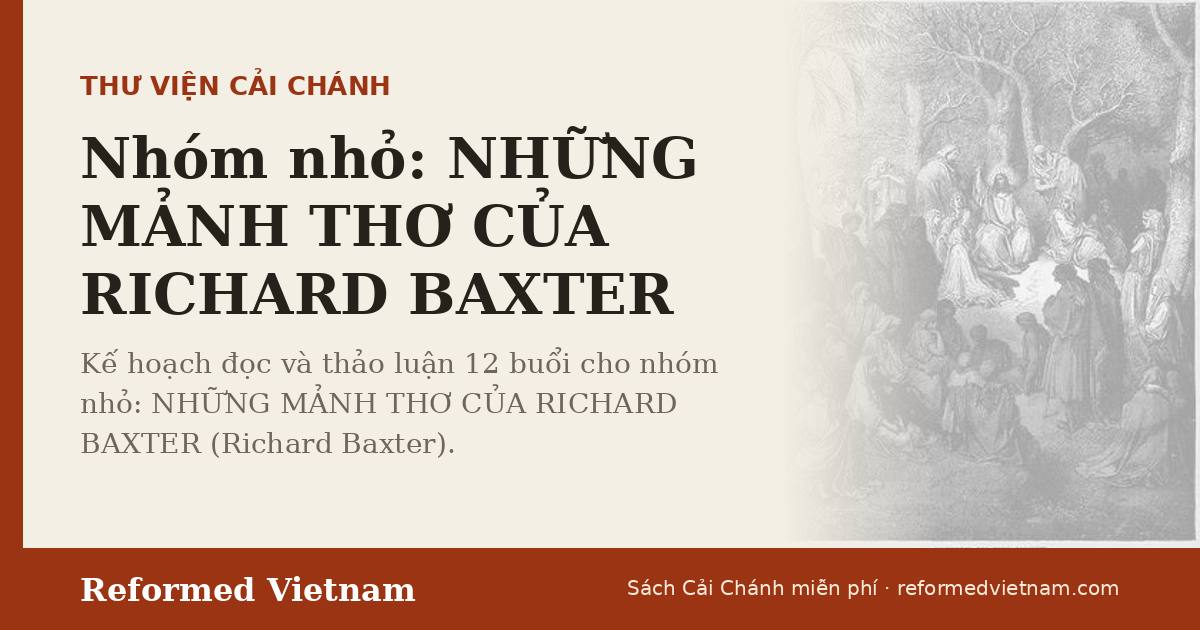 THƯ VIỆN CẢI CHÁNH
Nhóm nhỏ: NHỮNG
MẢNH THƠ CỦA
RICHARD BAXTER
Kế hoạch đọc và thảo luận 12 buổi cho nhóm
nhỏ: NHỮNG MẢNH THƠ CỦA RICHARD
BAXTER (Richard Baxter).
Reformed Vietnam
Sách Cải Chánh miễn phí · reformedvietnam.com